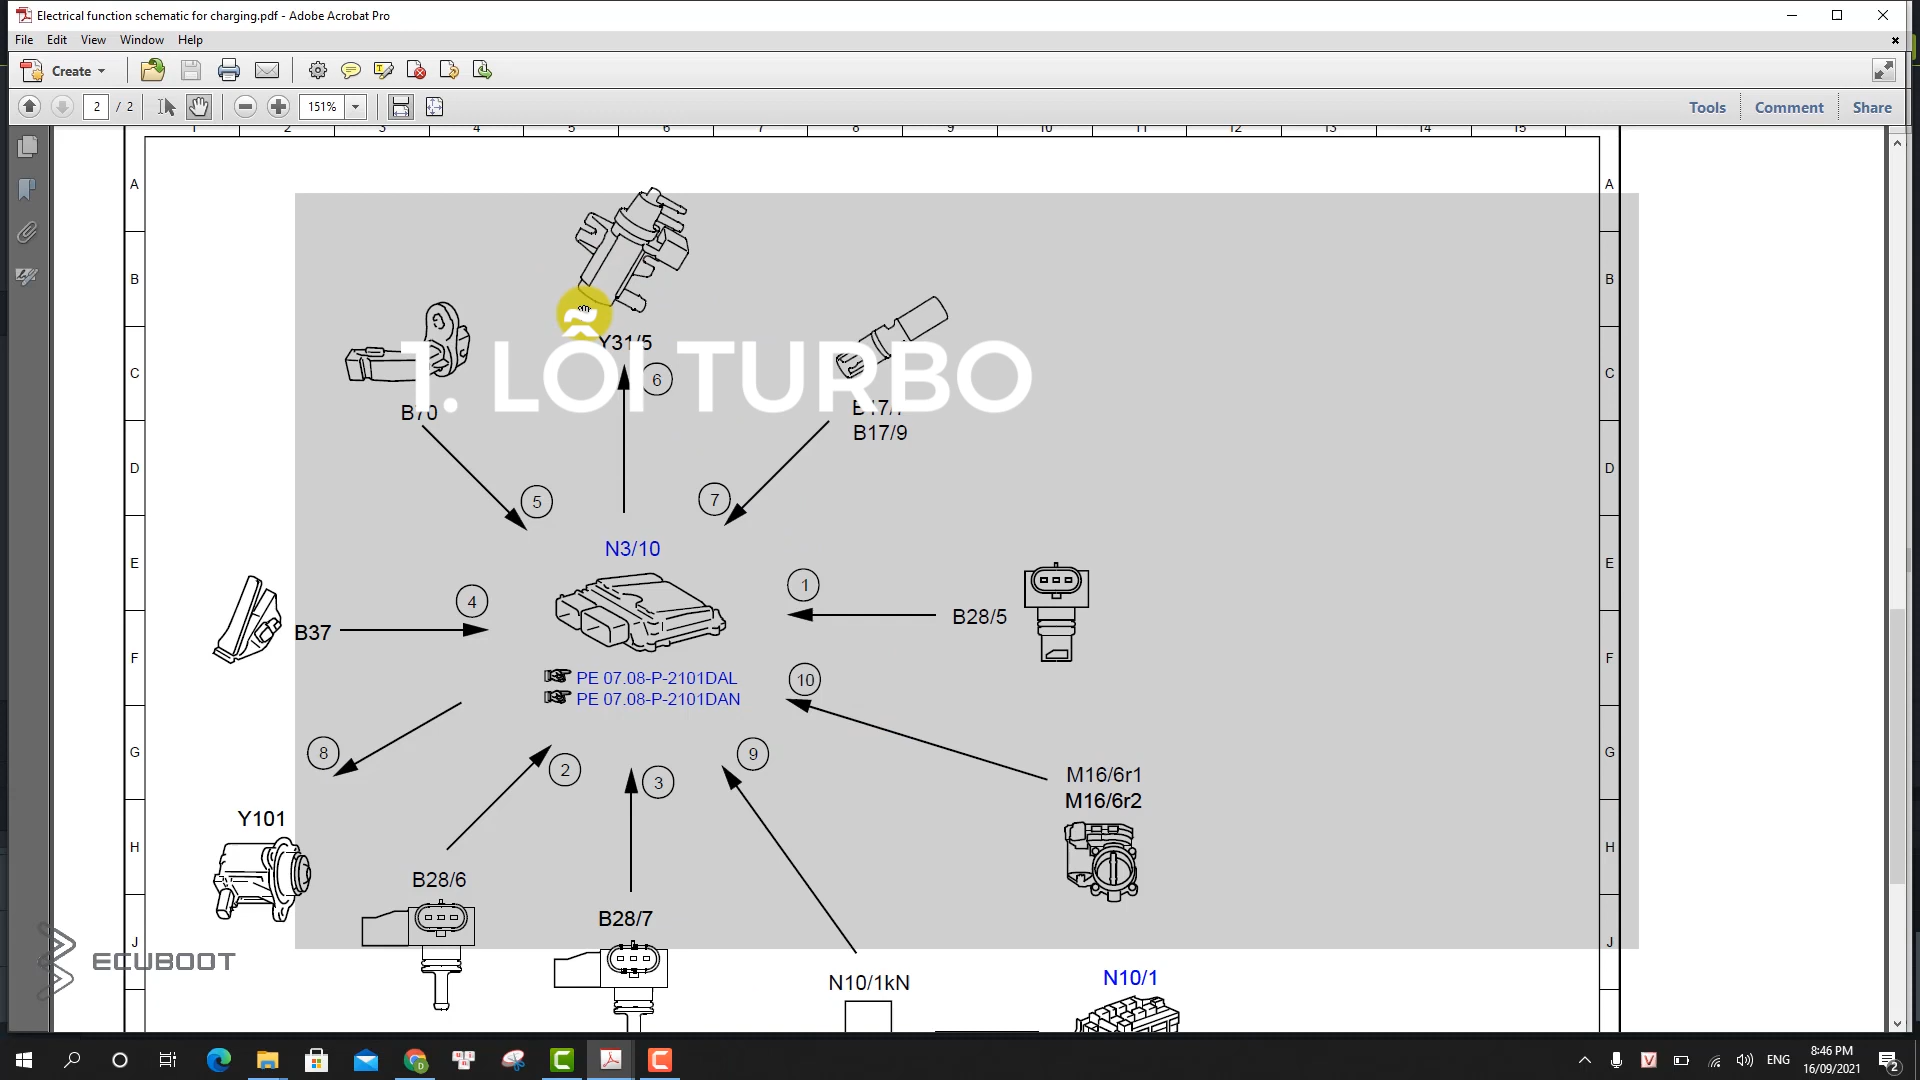 Electrical function schematic for charging.pdf - Adobe Acrobat Pro
File Edit View Window Help
Create
2 / 2 151% Tools Comment Share
1 2 3 4 5 6 7 8 9 10 11 12 13 14 15
A A
B B
Y31/5
C C
6
1. LỖI TURBO
B70
B17/9
D D
5 7
N3/10
E E
1
4
B28/5
B37
F F
PE 07.08-P-2101DAL
10
PE 07.08-P-2101DAN
G G
8 2 3 9
M16/6r1
M16/6r2
Y101
H H
B28/6
B28/7
J J
ECUBOOT
N10/1kN
N10/1
8:46 PM
ENG
16/09/2021
2